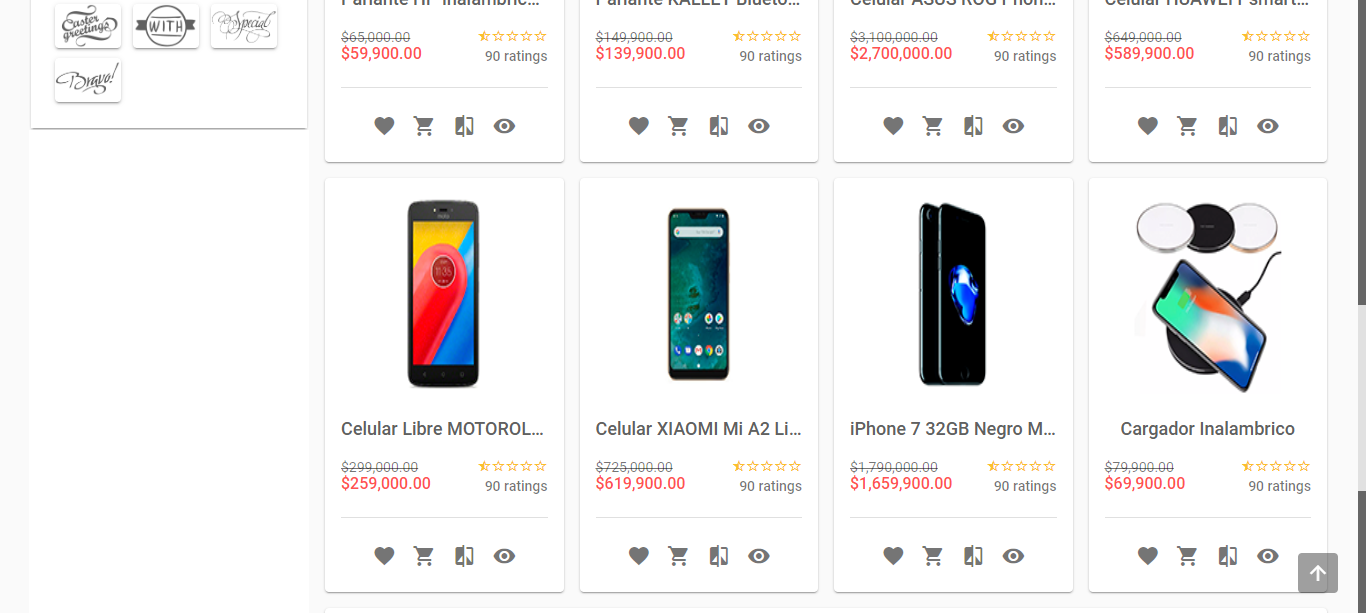 Easter
greetings
WITH
Special
Bravo!
Parlante HP Inalámbric...
Parlante KALLEY Blueto...
Celular ASUS ROG Phon...
Celular HUAWEI smart...
$65,000.00
$59,900.00
90 ratings
$149,900.00
$139,900.00
90 ratings
$3,100,000.00
$2,700,000.00
90 ratings
$649,000.00
$589,900.00
90 ratings
moto
11:35
Celular Libre MOTOROL...
Celular XIAOMI Mi A2 Li...
iPhone 7 32GB Negro M...
Cargador Inalambrico
$299,000.00
$259,000.00
90 ratings
$725,000.00
$619,900.00
90 ratings
$1,790,000.00
$1,659,900.00
90 ratings
$79,900.00
$69,900.00
90 ratings